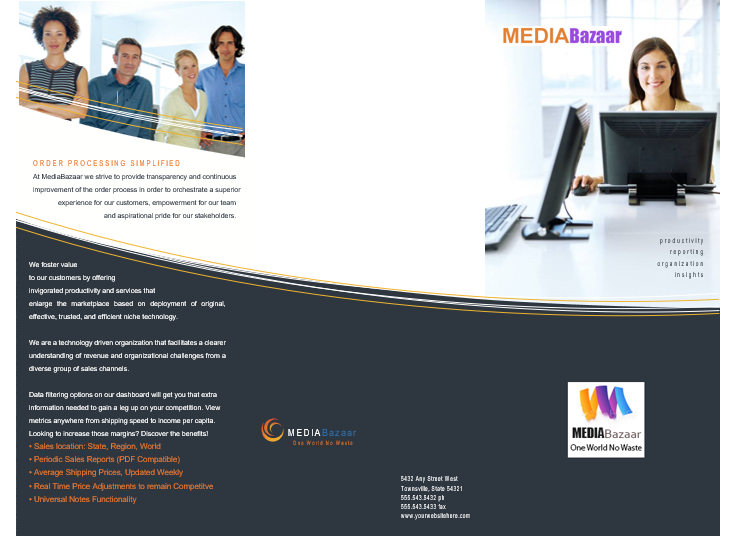 ORDER PROCESSING SIMPLIFIED
At MediaBazaar we strive to provide transparency and continuous
improvement of the order process in order to orchestrate a superior
experience for our customers, empowerment for our team
and aspirational pride for our stakeholders.
We foster value
to our customers by offering
invigorated productivity and services that
enlarge the marketplace based on deployment of original,
effective, trusted, and efficient niche technology.
We are a technology driven organization that facilitates a clearer
understanding of revenue and organizational challenges from a
diverse group of sales channels.
Data filtering options on our dashboard will get you that extra
information needed to gain a leg up on your competition. View
metrics anywhere from shipping speed to income per capita.
Looking to increase those margins? Discover the benefits!
• Sales location: State, Region, World
• Periodic Sales Reports (PDF Compatible)
• Average Shipping Prices, Updated Weekly
• Real Time Price Adjustments to remain Competitve
• Universal Notes Functionality
MEDIABazaar
One World No Waste
5432 Any Street West
Townsville, State 54321
555.543.5432 ph
555.543.5433 fax
www.yourwebsitehere.com
MEDIABazaar
productivity
reporting
organization
insights
MEDIABazaar
One World No Waste